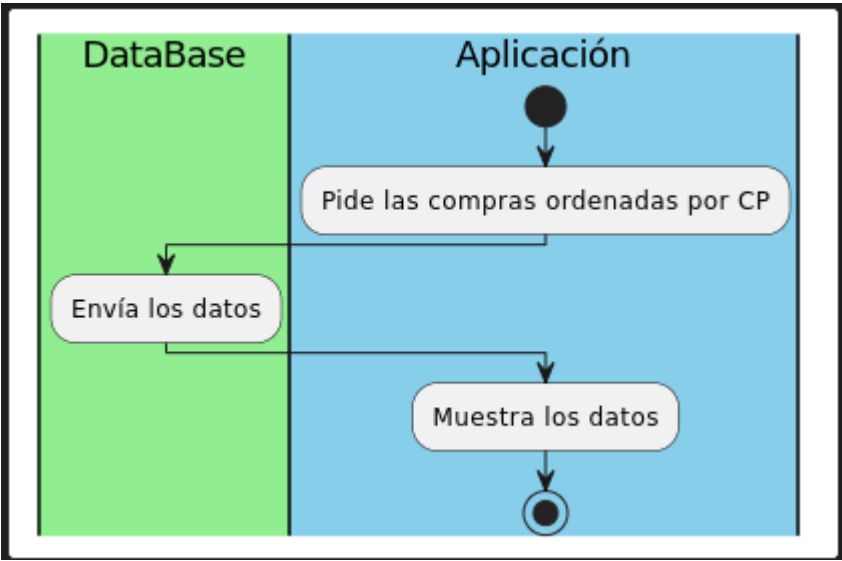 DataBase
Aplicación
Pide las compras ordenadas por CP
Envía los datos
Muestra los datos